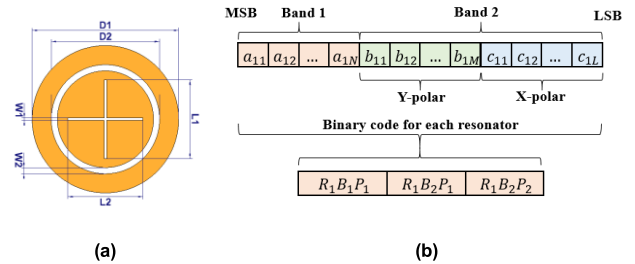 D1
D2
W1
W2
L1
L2
(a)
MSB Band 1 Band 2 LSB
a11 a12 ... a1N b11 b12 ... b1M c11 c12 ... c1L
Y-polar X-polar
Binary code for each resonator
R1B1P1 R1B2P1 R1B2P2
(b)